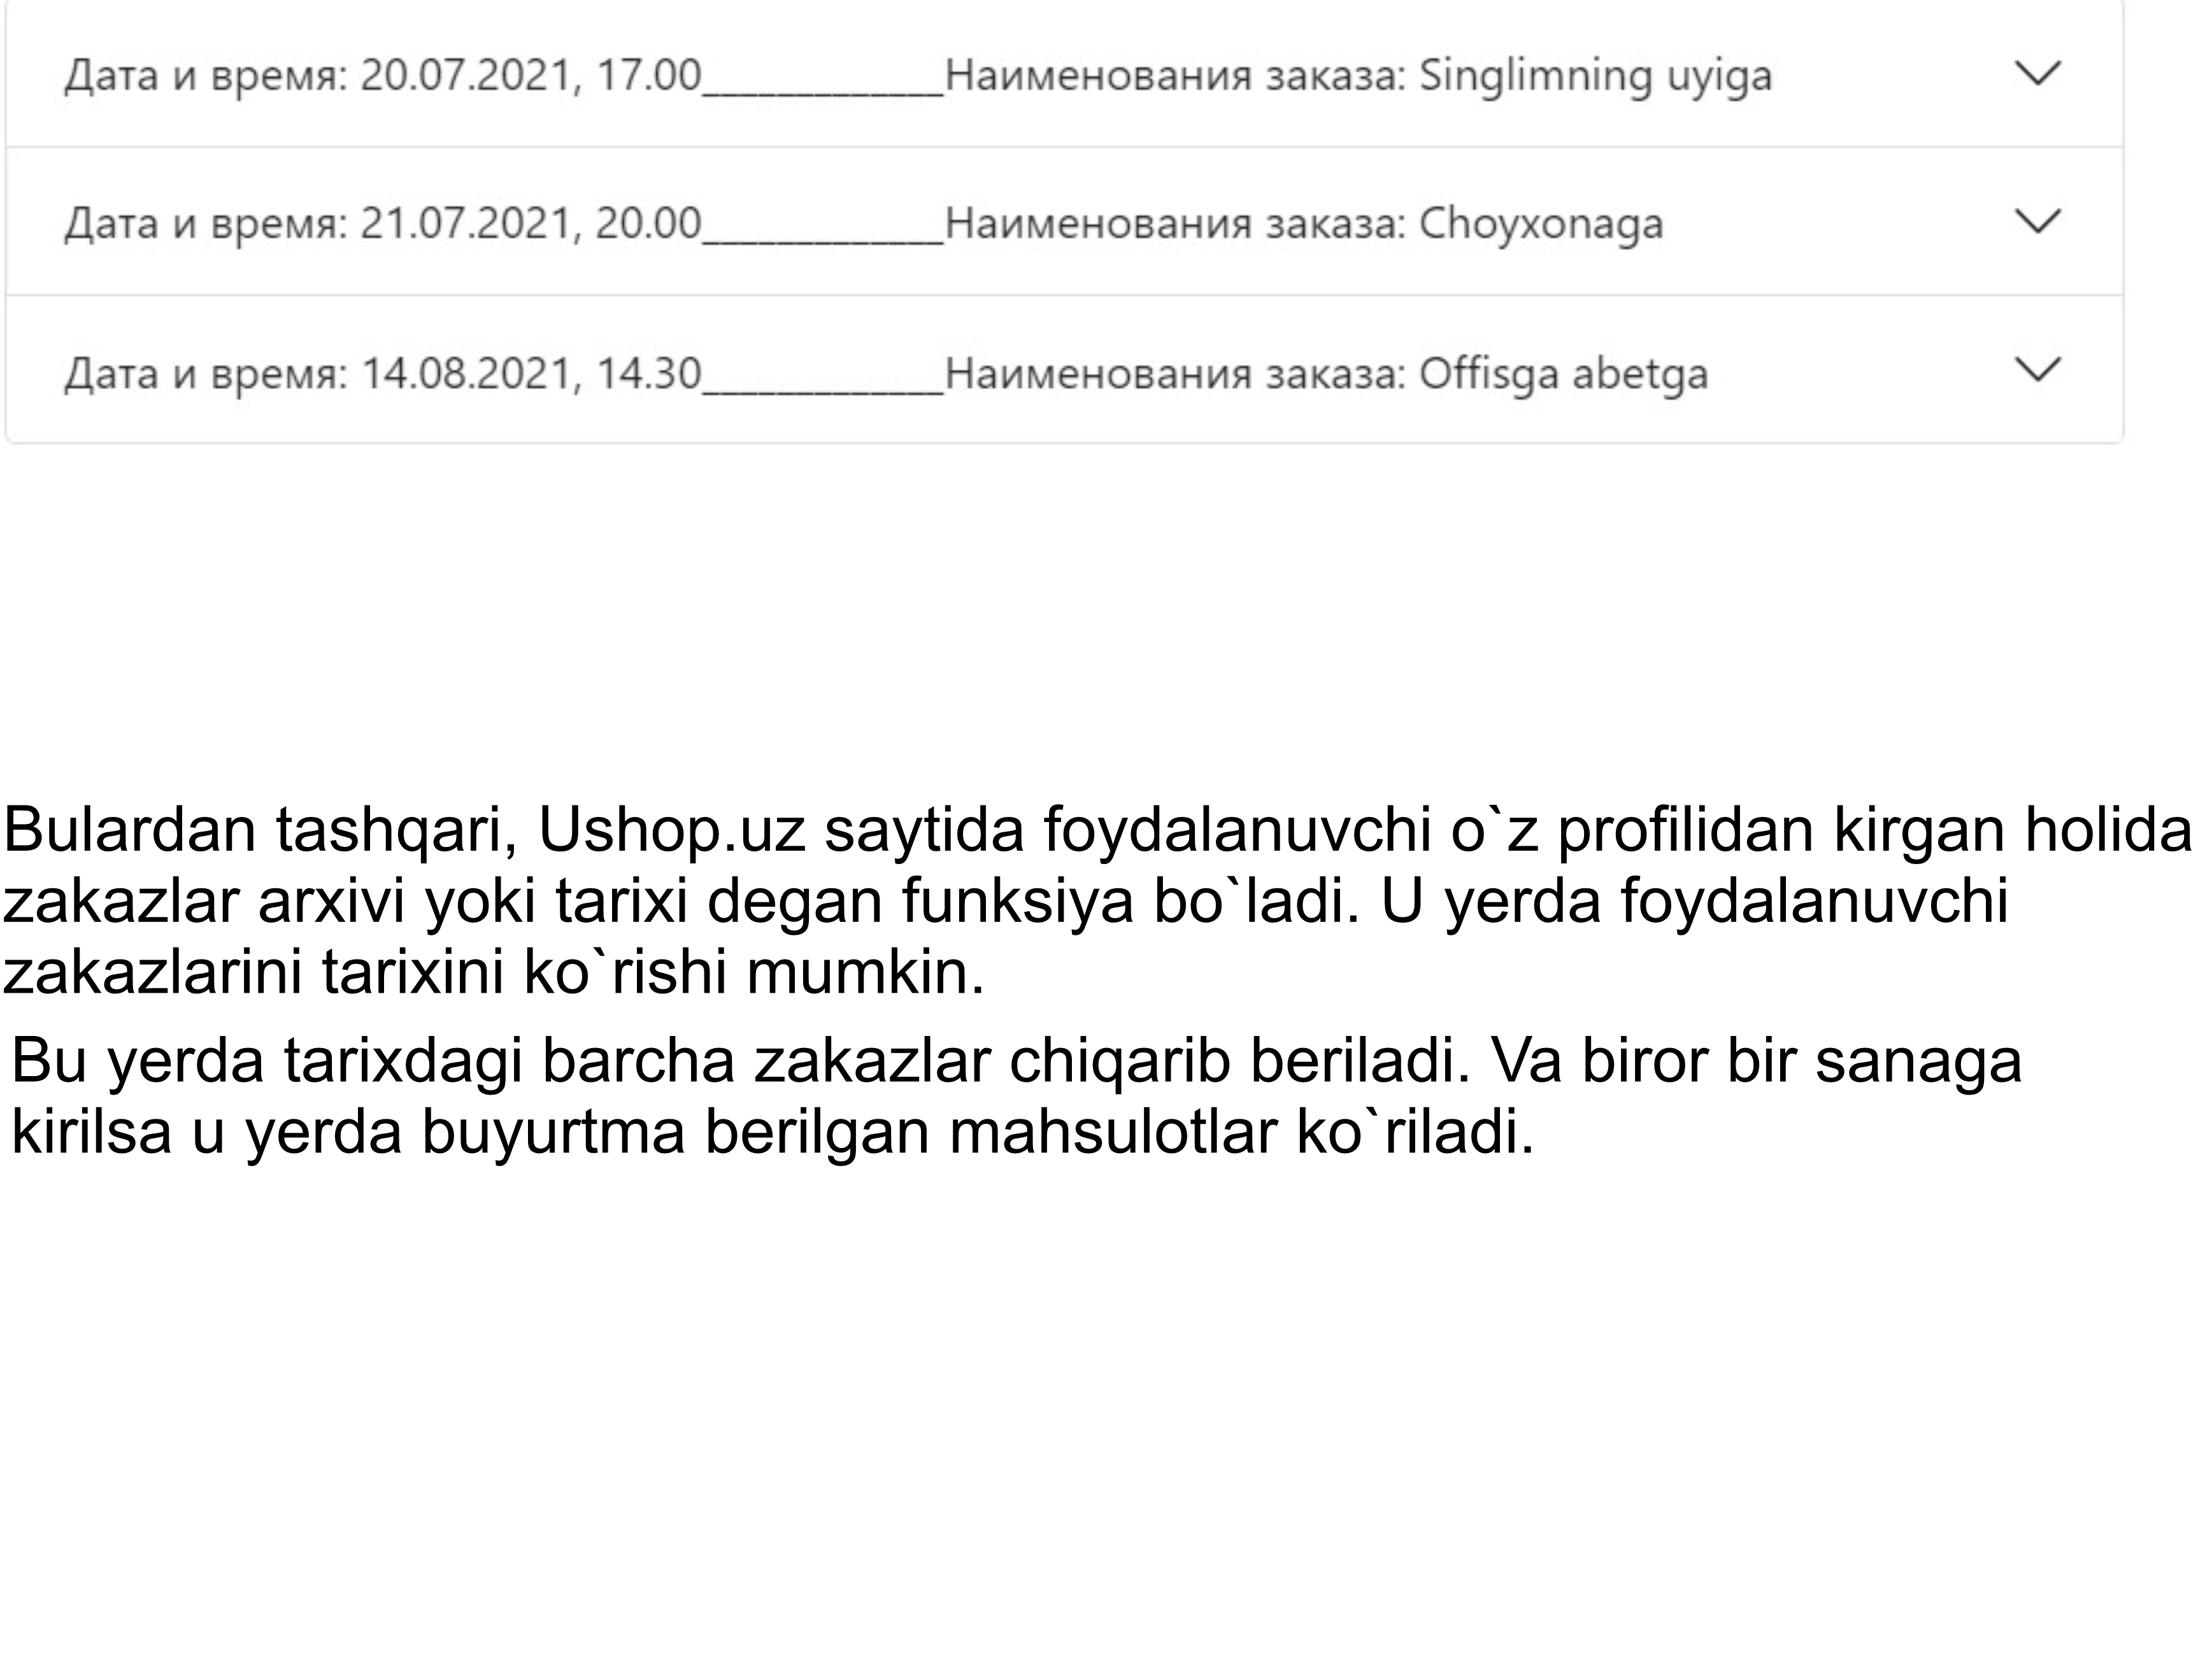 Дата и время: 20.07.2021, 17.00_____________Наименования заказа: Singlimning uyiga
Дата и время: 21.07.2021, 20.00_____________Наименования заказа: Choyxonaga
Дата и время: 14.08.2021, 14.30_____________Наименования заказа: Offisga abetga
Bulardan tashqari, Ushop.uz saytida foydalanuvchi o`z profilidan kirgan holida
zakazlar arxivi yoki tarixi degan funksiya bo`ladi. U yerda foydalanuvchi
zakazlarini tarixini ko`rishi mumkin.
Bu yerda tarixdagi barcha zakazlar chiqarib beriladi. Va biror bir sanaga
kirilsa u yerda buyurtma berilgan mahsulotlar ko`riladi.